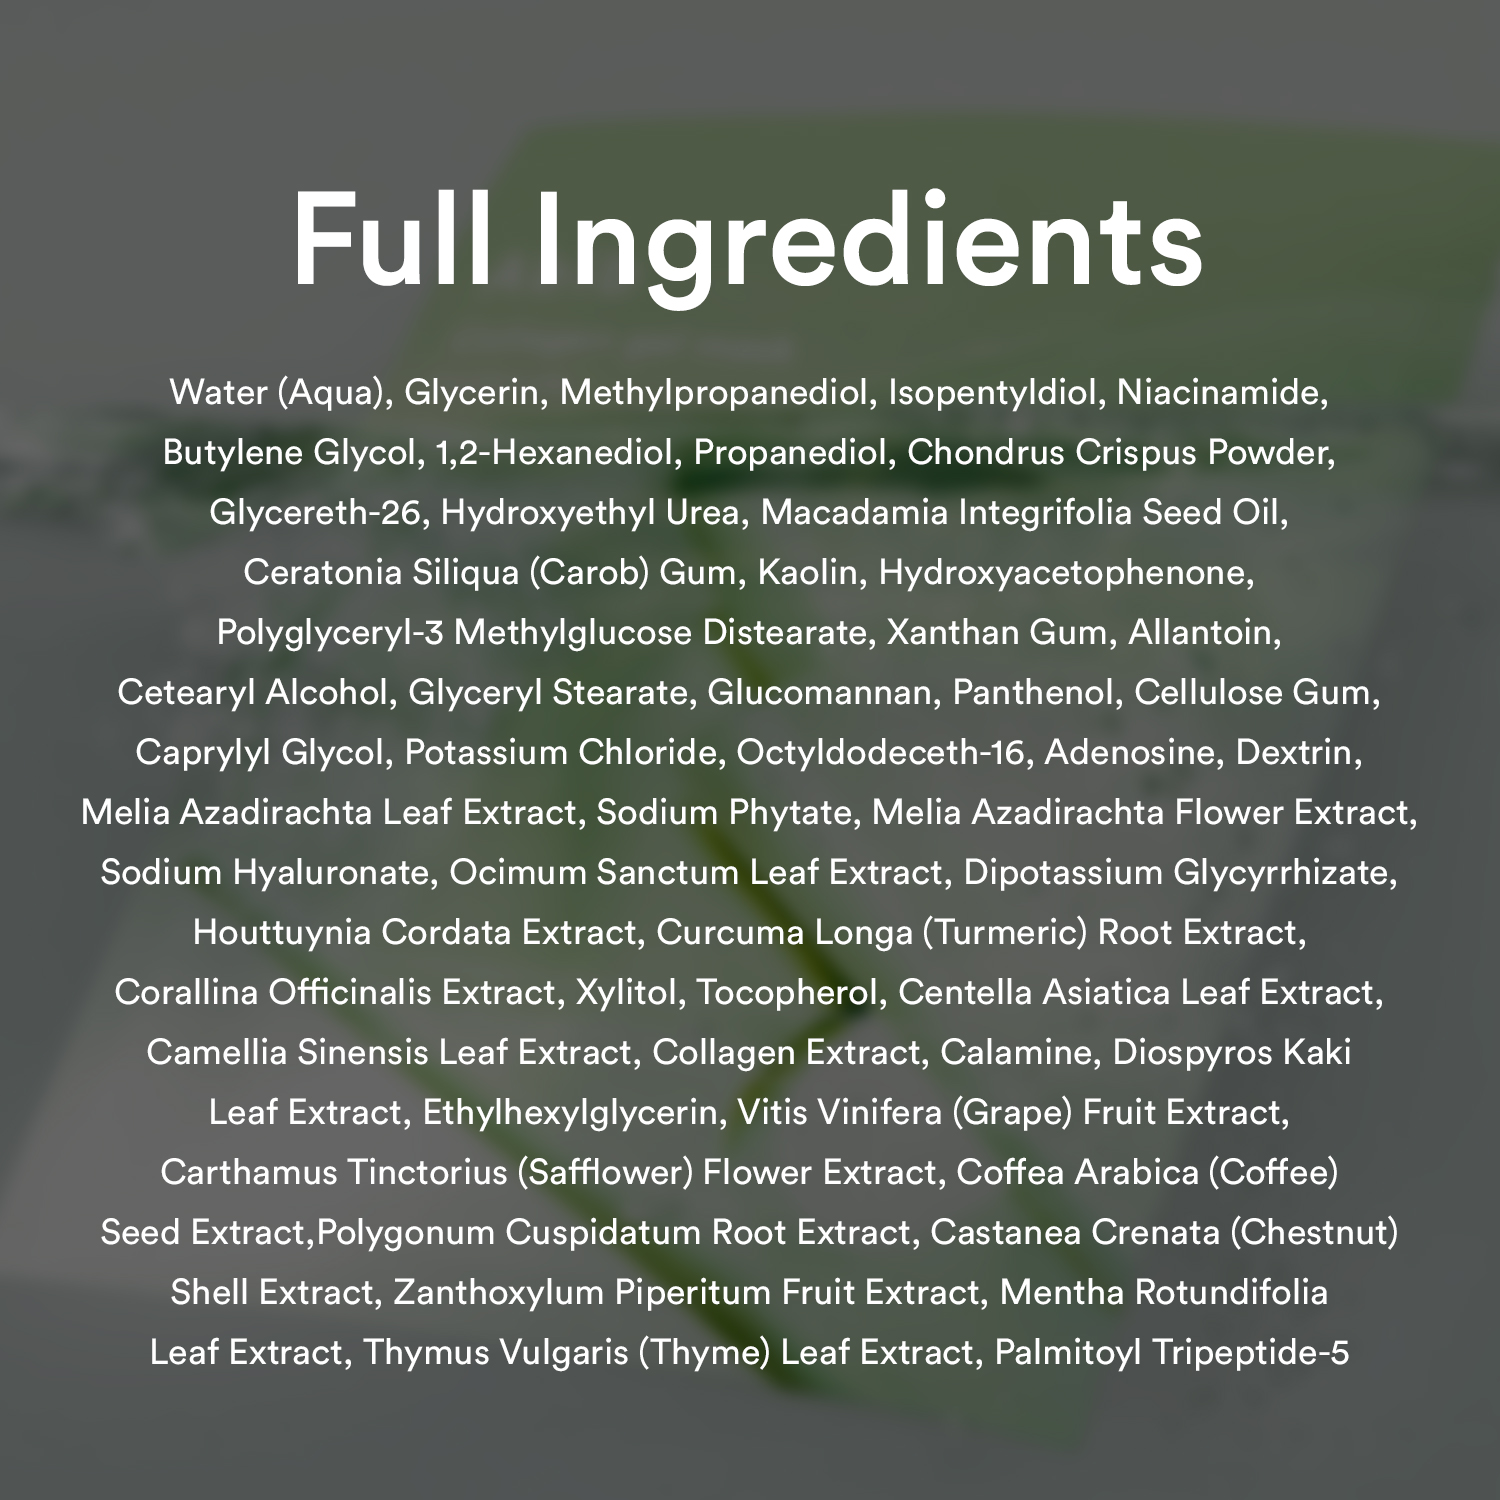 Full Ingredients
Water (Aqua), Glycerin, Methylpropanediol, Isopentyldiol, Niacinamide,
Butylene Glycol, 1,2-Hexanediol, Propanediol, Chondrus Crispus Powder,
Glycereth-26, Hydroxyethyl Urea, Macadamia Integrifolia Seed Oil,
Ceratonia Siliqua (Carob) Gum, Kaolin, Hydroxyacetophenone,
Polyglyceryl-3 Methylglucose Distearate, Xanthan Gum, Allantoin,
Cetearyl Alcohol, Glyceryl Stearate, Glucomannan, Panthenol, Cellulose Gum,
Caprylyl Glycol, Potassium Chloride, Octyldodeceth-16, Adenosine, Dextrin,
Melia Azadirachta Leaf Extract, Sodium Phytate, Melia Azadirachta Flower Extract,
Sodium Hyaluronate, Ocimum Sanctum Leaf Extract, Dipotassium Glycyrrhizate,
Houttuynia Cordata Extract, Curcuma Longa (Turmeric) Root Extract,
Corallina Officinalis Extract, Xylitol, Tocopherol, Centella Asiatica Leaf Extract,
Camellia Sinensis Leaf Extract, Collagen Extract, Calamine, Diospyros Kaki
Leaf Extract, Ethylhexylglycerin, Vitis Vinifera (Grape) Fruit Extract,
Carthamus Tinctorius (Safflower) Flower Extract, Coffea Arabica (Coffee)
Seed Extract,Polygonum Cuspidatum Root Extract, Castanea Crenata (Chestnut)
Shell Extract, Zanthoxylum Piperitum Fruit Extract, Mentha Rotundifolia
Leaf Extract, Thymus Vulgaris (Thyme) Leaf Extract, Palmitoyl Tripeptide-5